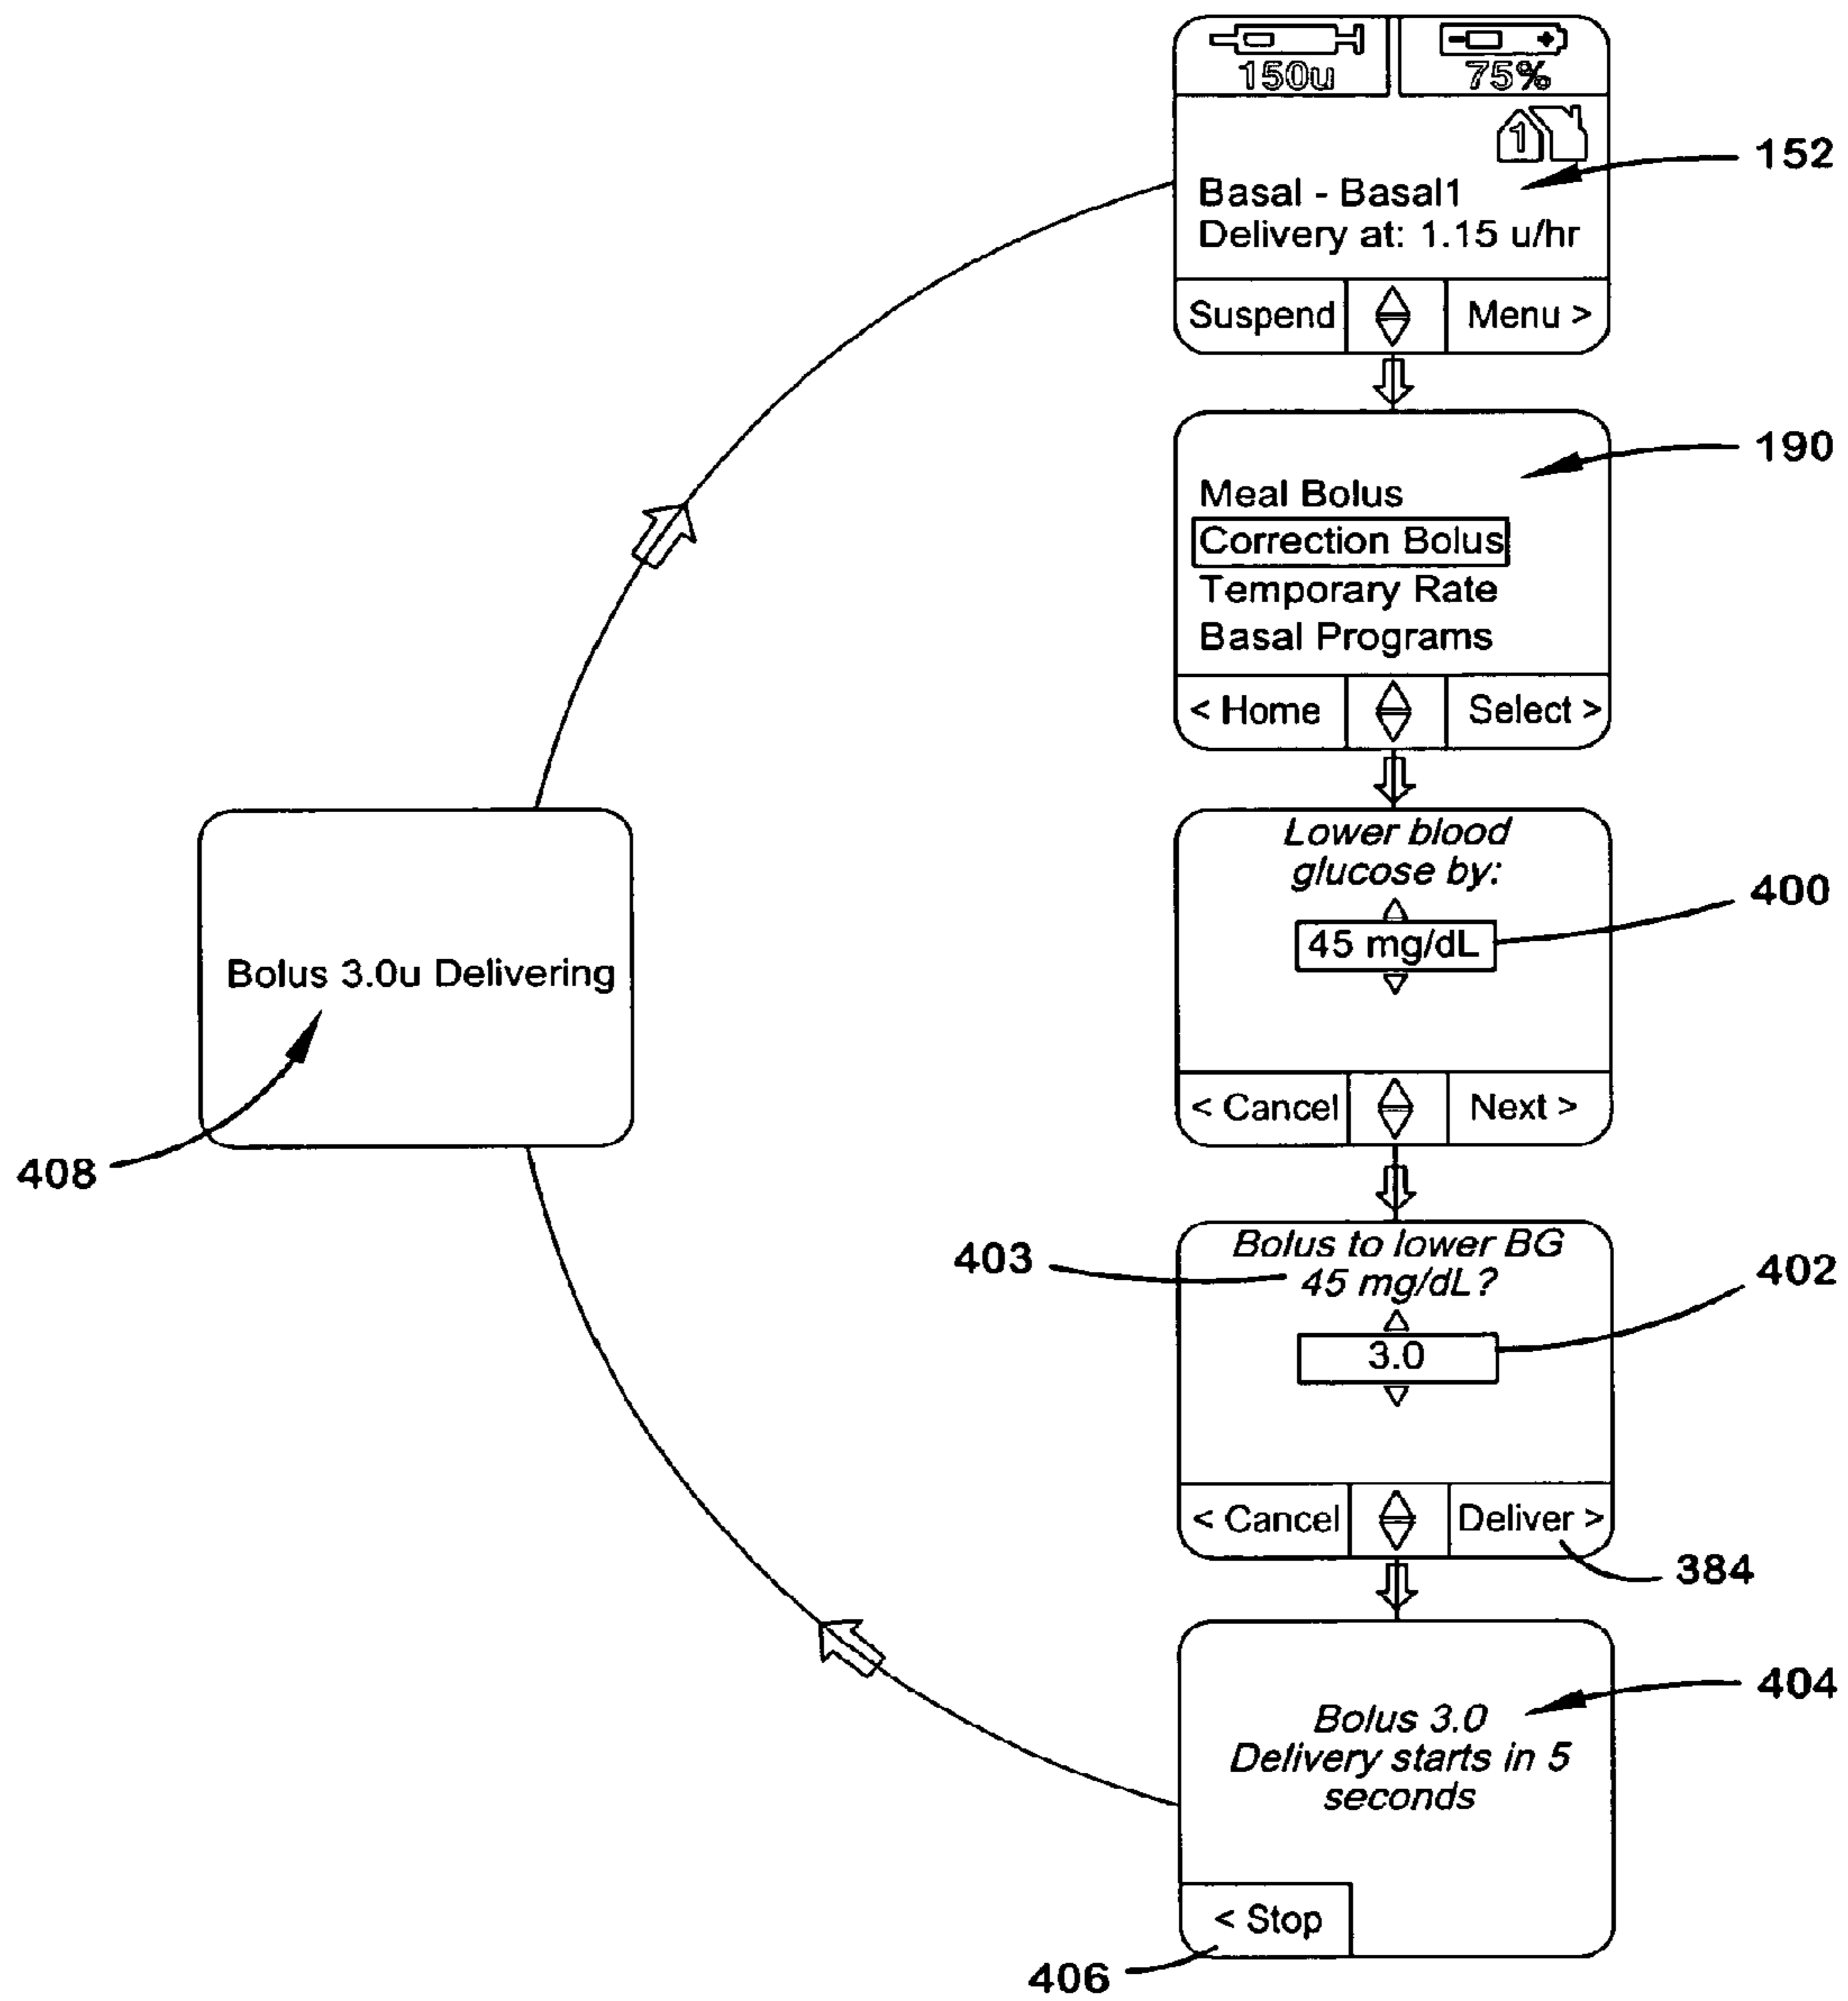 150u
75%
1
152
Basal - Basal1
Delivery at: 1.15 u/hr
Suspend
Menu >
190
Meal Bolus
Correction Bolus
Temporary Rate
Basal Programs
< Home
Select >
Lower blood
glucose by:
400
45 mg/dL
< Cancel
Next >
Bolus 3.0u Delivering
408
403
Bolus to lower BG
45 mg/dL?
402
3.0
< Cancel
Deliver >
384
404
Bolus 3.0
Delivery starts in 5
seconds
< Stop
406